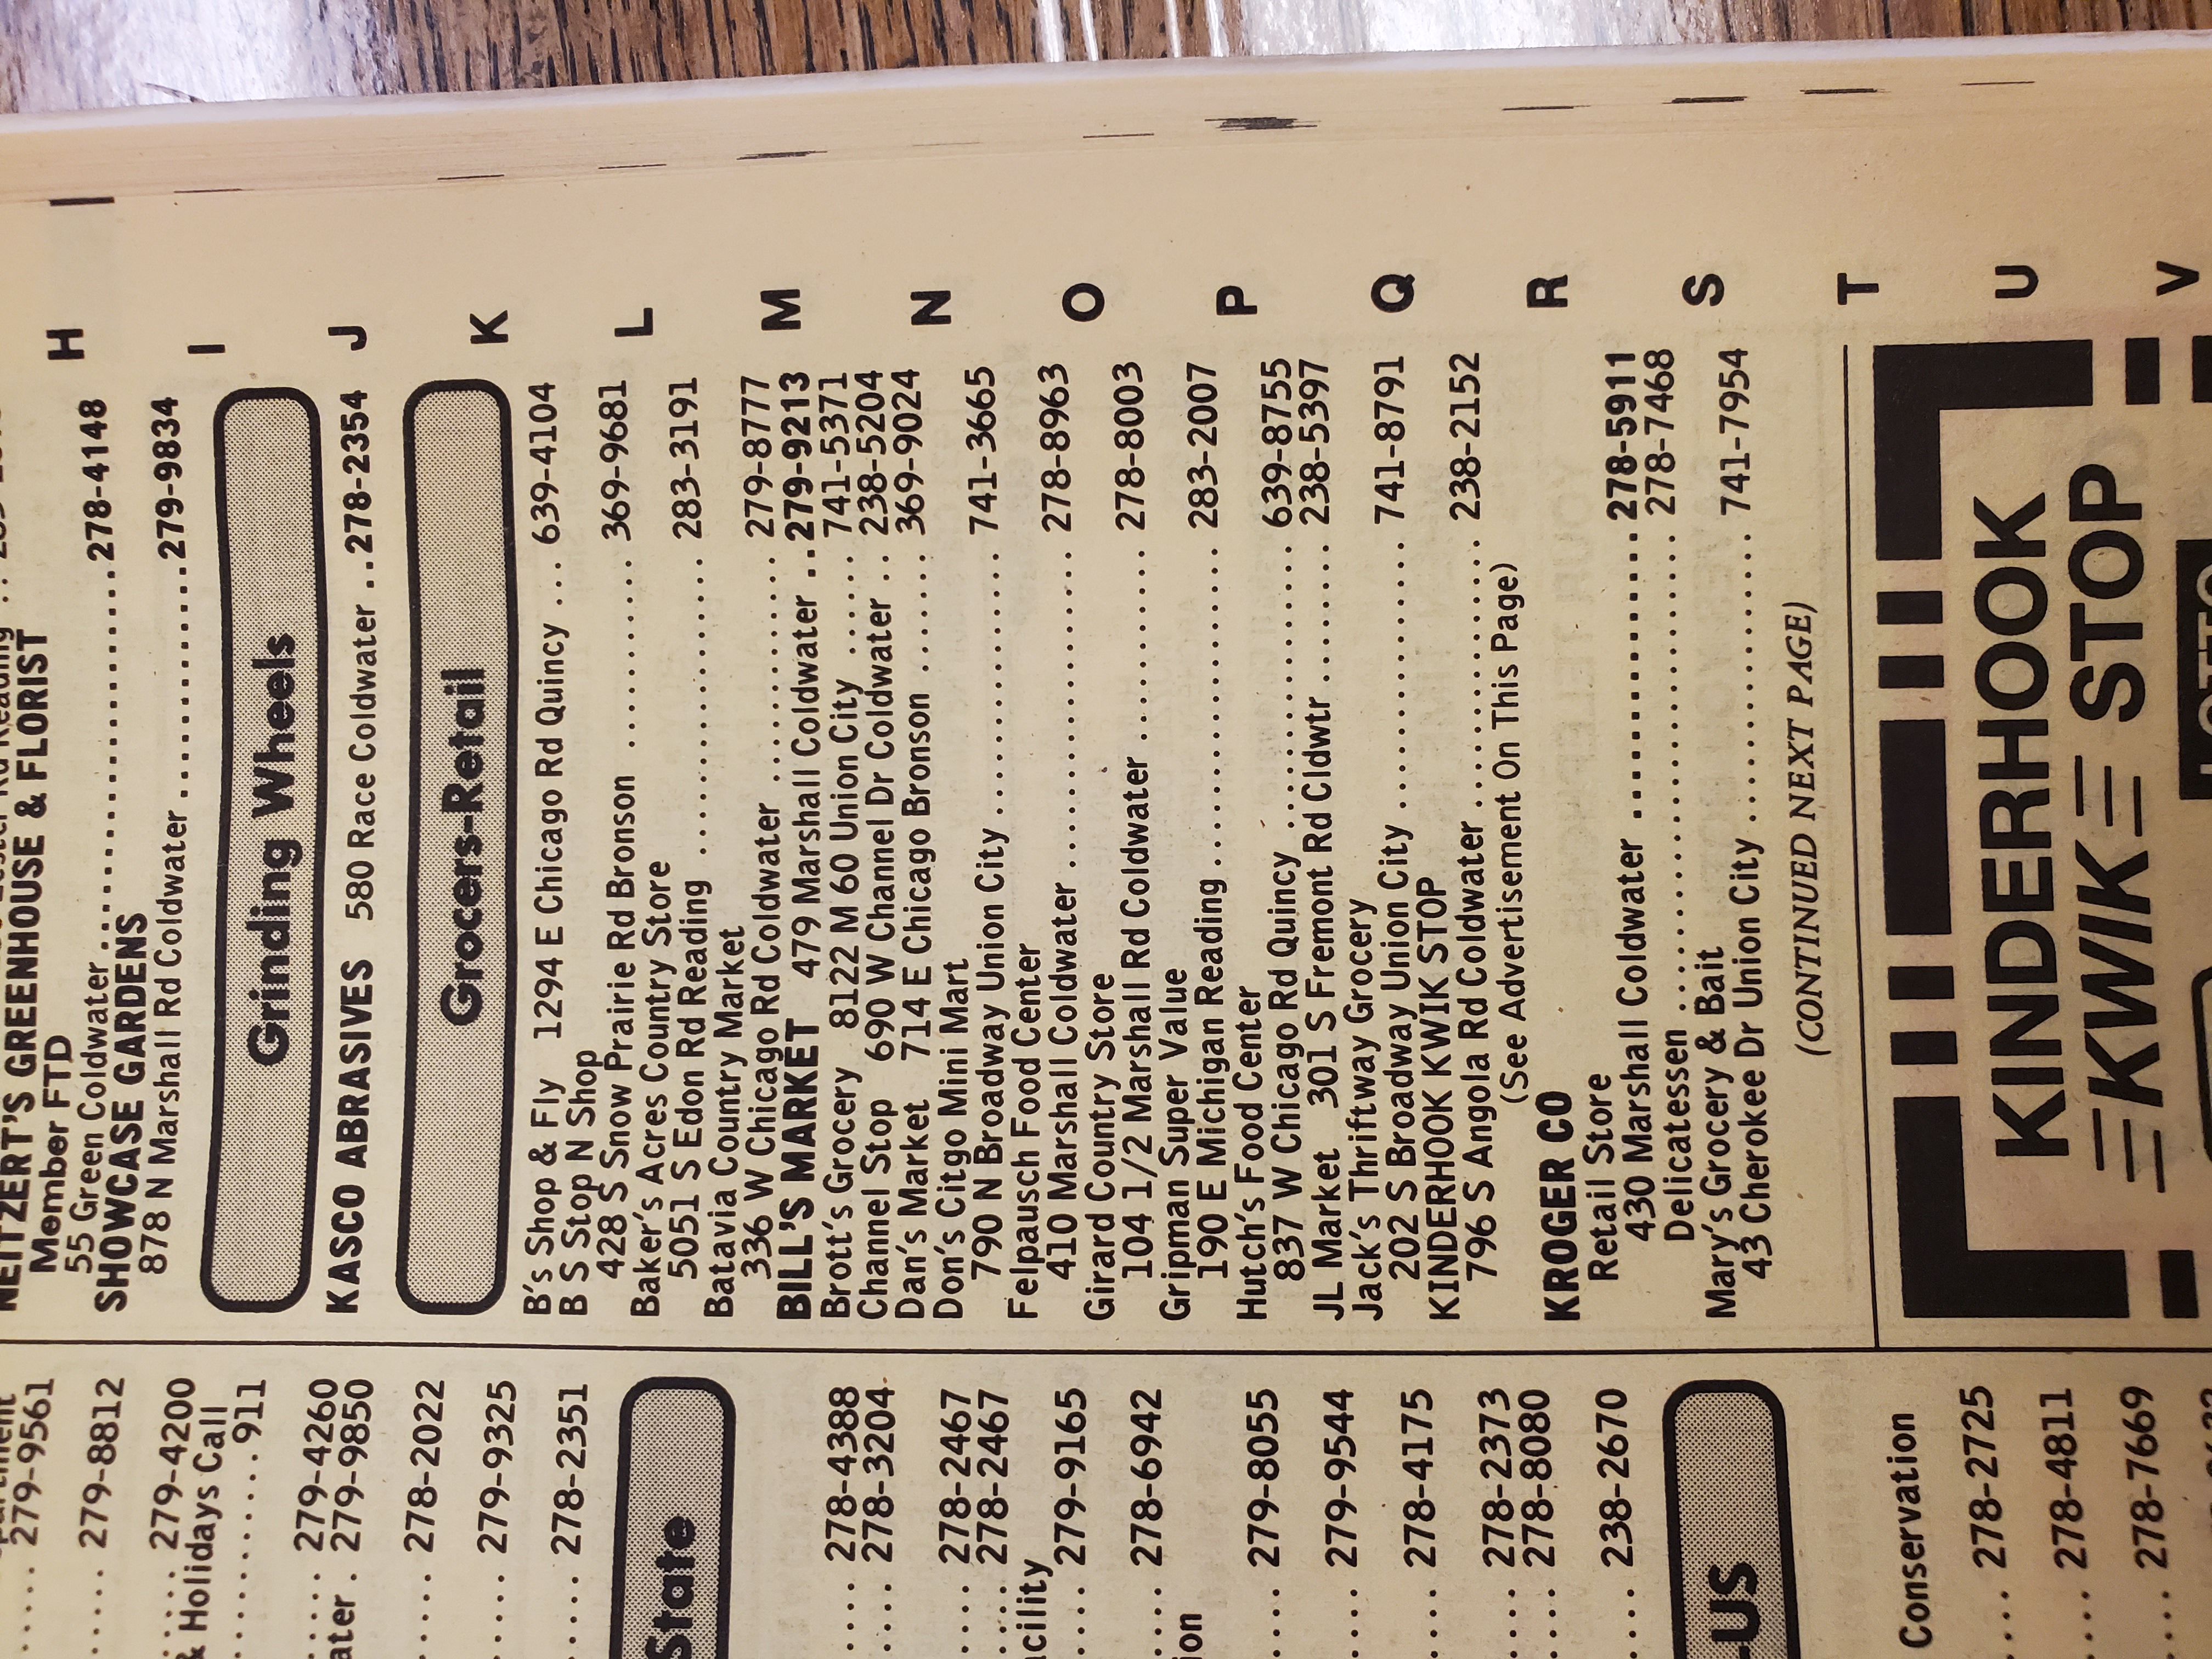 partment
279-9561
279-8812
279-4200
& Holidays Call
911
279-4260
ater . 279-9850
278-2022
279-9325
278-2351
State
278-4388
278-3204
278-2467
278-2467
acility
279-9165
278-6942
ion
279-8055
279-9544
278-4175
278-2373
278-8080
238-2670
-US
Conservation
278-2725
278-4811
278-7669
NEITZERT'S GREENHOUSE & FLORIST
Member FTD
55 Green Coldwater ........ 278-4148
SHOWCASE GARDENS
878 N Marshall Rd Coldwater ........ 279-9834
Grinding Wheels
KASCO ABRASIVES 580 Race Coldwater .. 278-2354
Grocers-Retail
B's Shop & Fly 1294 E Chicago Rd Quincy ... 639-4104
B S Stop N Shop
428 S Snow Prairie Rd Bronson ........ 369-9681
Baker's Acres Country Store
5051 S Edon Rd Reading ........ 283-3191
Batavia Country Market
336 W Chicago Rd Coldwater ........ 279-8777
BILL'S MARKET 479 Marshall Coldwater .. 279-9213
Brott's Grocery 8122 M 60 Union City ..... 741-5371
Channel Stop 690 W Channel Dr Coldwater .. 238-5204
Dan's Market 714 E Chicago Bronson ...... 369-9024
Don's Citgo Mini Mart
790 N Broadway Union City ........ 741-3665
Felpausch Food Center
410 Marshall Coldwater ........ 278-8963
Girard Country Store
104 1/2 Marshall Rd Coldwater ........ 278-8003
Gripman Super Value
190 E Michigan Reading ........ 283-2007
Hutch's Food Center
837 W Chicago Rd Quincy ........ 639-8755
JL Market 301 S Fremont Rd Cldwtr ...... 238-5397
Jack's Thriftway Grocery
202 S Broadway Union City ........ 741-8791
KINDERHOOK KWIK STOP
796 S Angola Rd Coldwater ........ 238-2152
(See Advertisement On This Page)
KROGER CO
Retail Store
430 Marshall Coldwater ........ 278-5911
Delicatessen ........ 278-7468
Mary's Grocery & Bait
43 Cherokee Dr Union City ........ 741-7954
(CONTINUED NEXT PAGE)
KINDERHOOK
KWIK STOP
H
I
J
K
L
M
N
O
P
Q
R
S
T
U
V